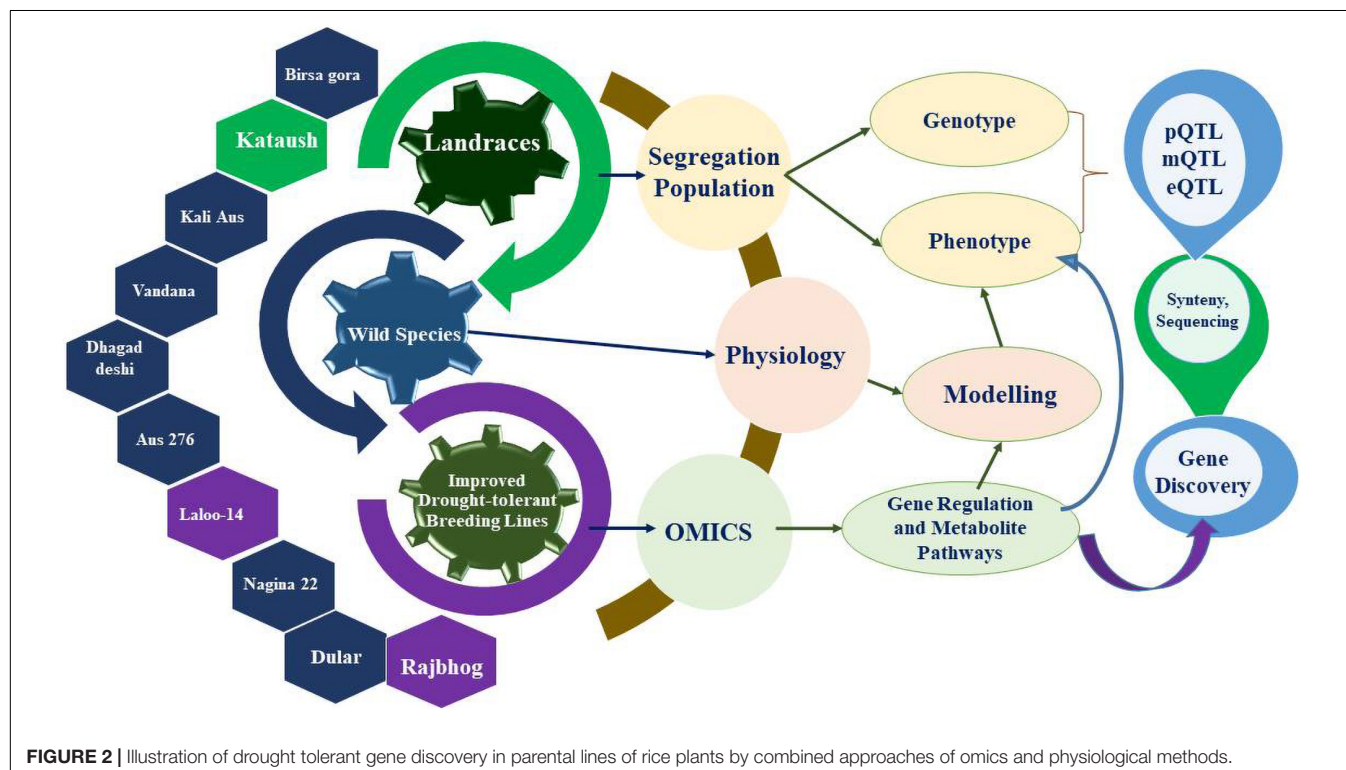 Birsa gora
Kataush
Kali Aus
Vandana
Dhagad
deshi
Aus 276
Laloo-14
Nagina 22
Dular
Rajbhog
Landraces
Wild Species
Improved
Drought-tolerant
Breeding Lines
Segregation
Population
Physiology
OMICS
Genotype
Phenotype
Modelling
Gene Regulation
and Metabolite
Pathways
pQTL
mQTL
eQTL
Synteny,
Sequencing
Gene
Discovery
FIGURE 2 | Illustration of drought tolerant gene discovery in parental lines of rice plants by combined approaches of omics and physiological methods.